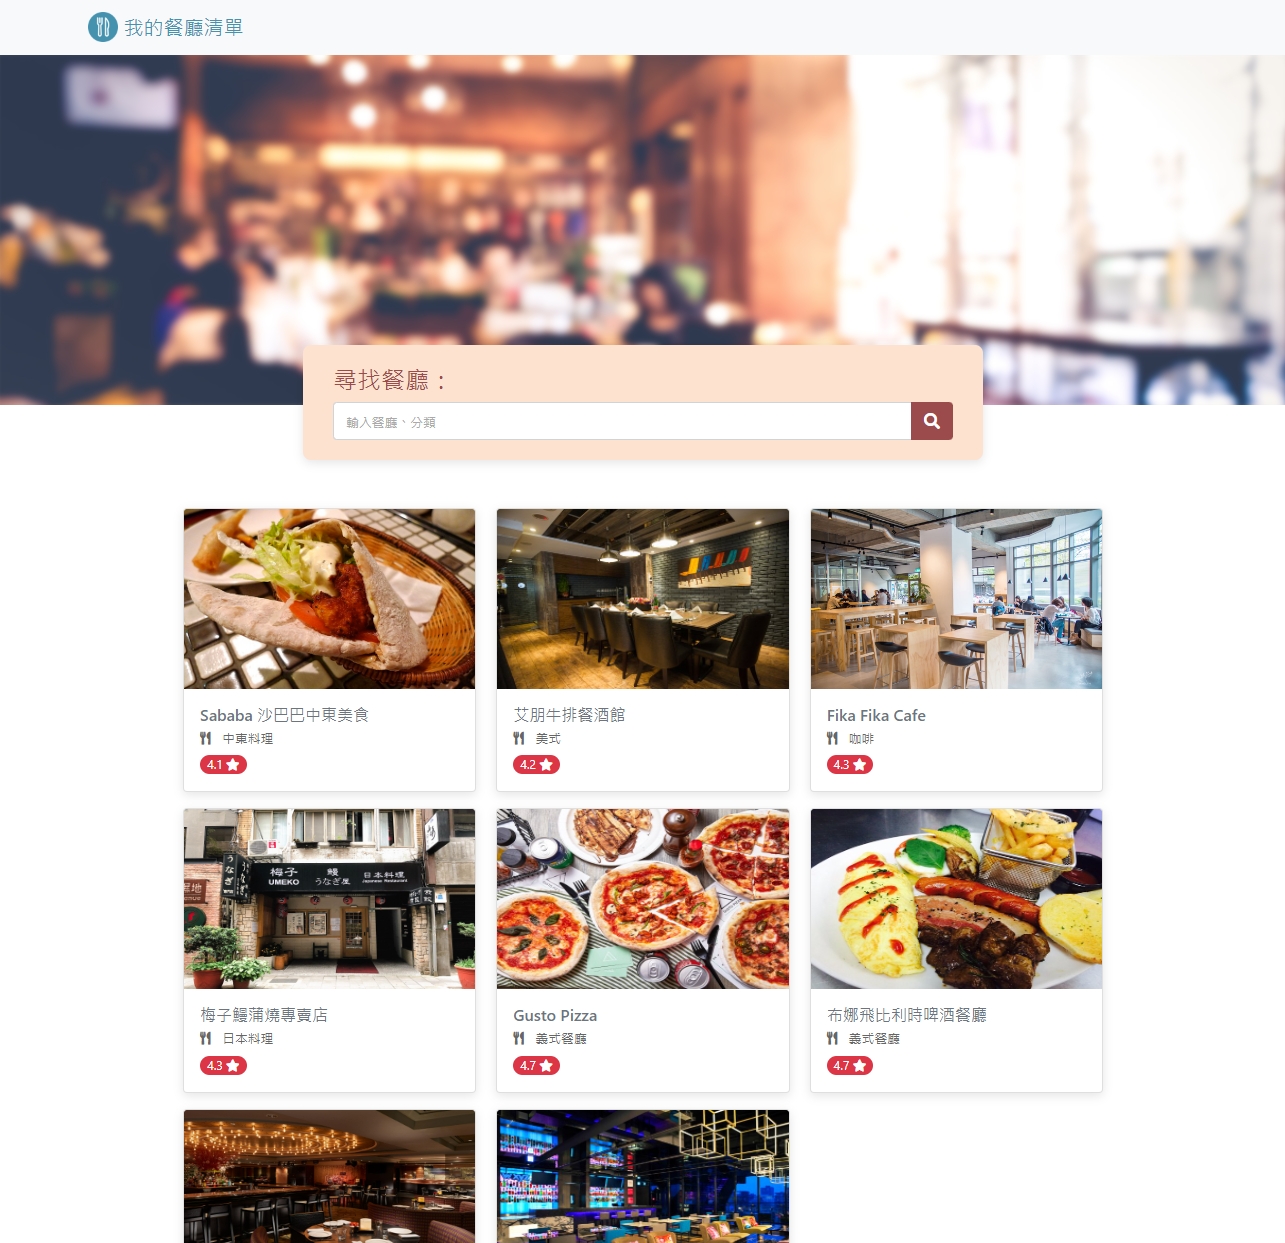 我的餐廳清單
尋找餐廳：
輸入餐廳、分類
Sababa 沙巴巴中東美食
中東料理
4.1
艾朋牛排餐酒館
美式
4.2
Fika Fika Cafe
咖啡
4.3
梅子
UMEKO
鰻
うなぎ屋
日本料理
Japanese Restaurant
梅子鰻蒲燒專賣店
日本料理
4.3
Gusto Pizza
義式餐廳
4.7
布娜飛比利時啤酒餐廳
義式餐廳
4.7